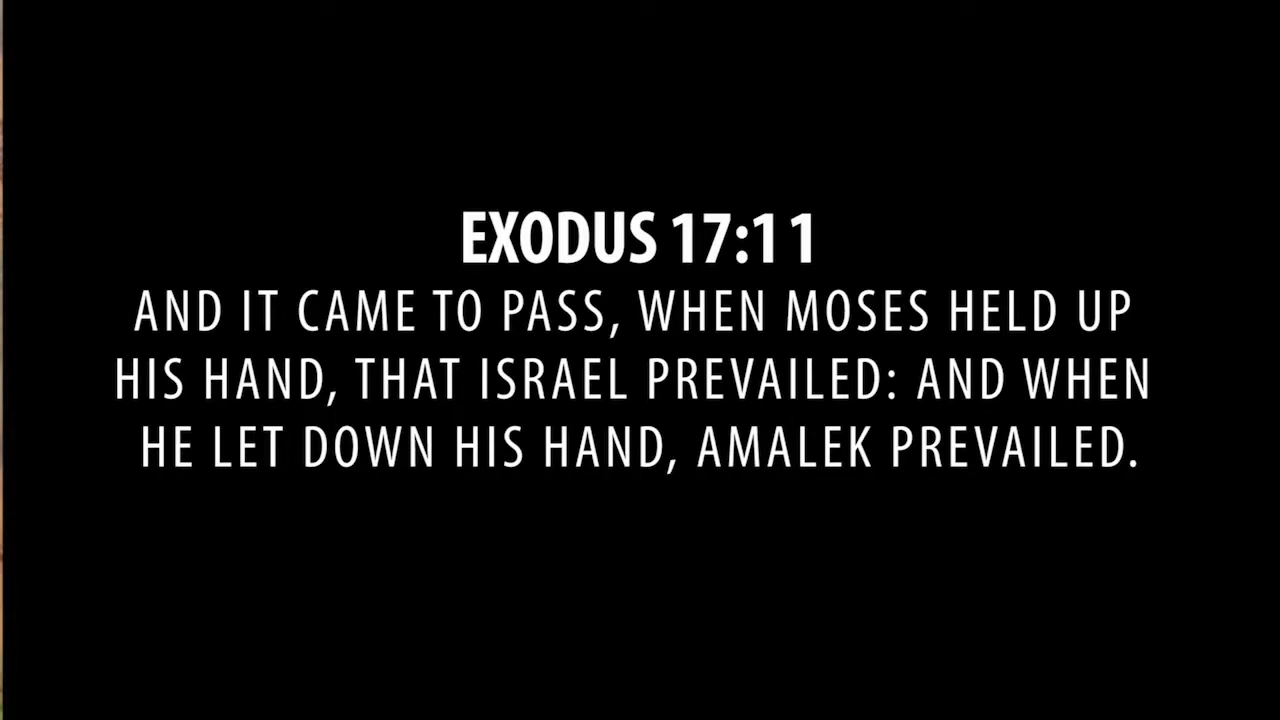 EXODUS 17:11
AND IT CAME TO PASS, WHEN MOSES HELD UP
HIS HAND, THAT ISRAEL PREVAILED: AND WHEN
HE LET DOWN HIS HAND, AMALEK PREVAILED.